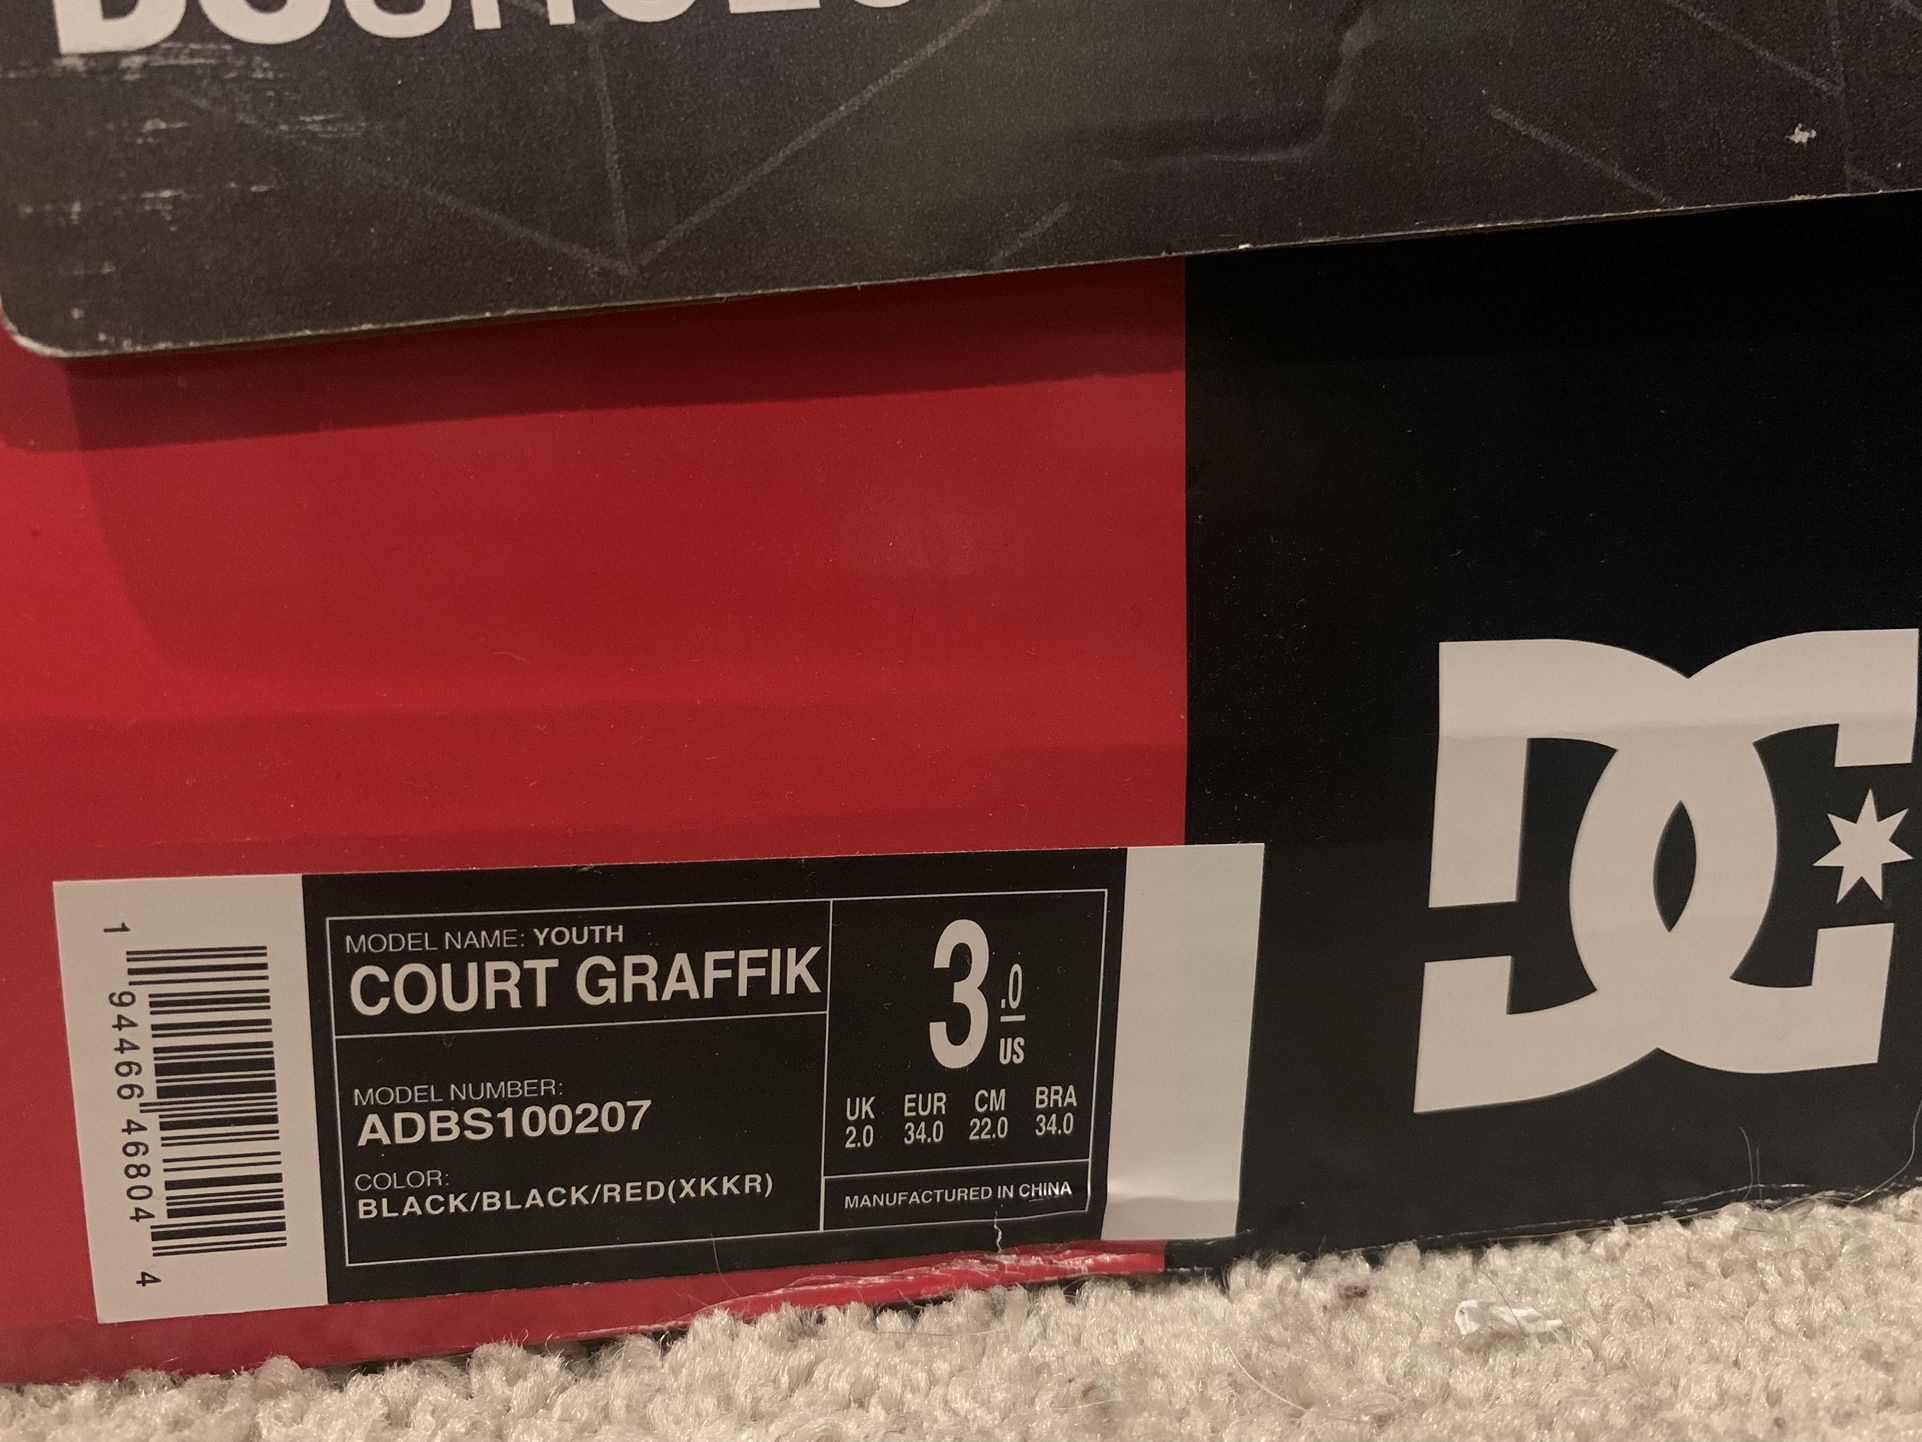 DCSHOES
MODEL NAME: YOUTH
COURT GRAFFIK
MODEL NUMBER:
ADBS100207
COLOR:
BLACK/BLACK/RED(XKKR)
3.0
US
UK EUR CM BRA
2.0 34.0 22.0 34.0
MANUFACTURED IN CHINA
1 94466 46804 4
DC